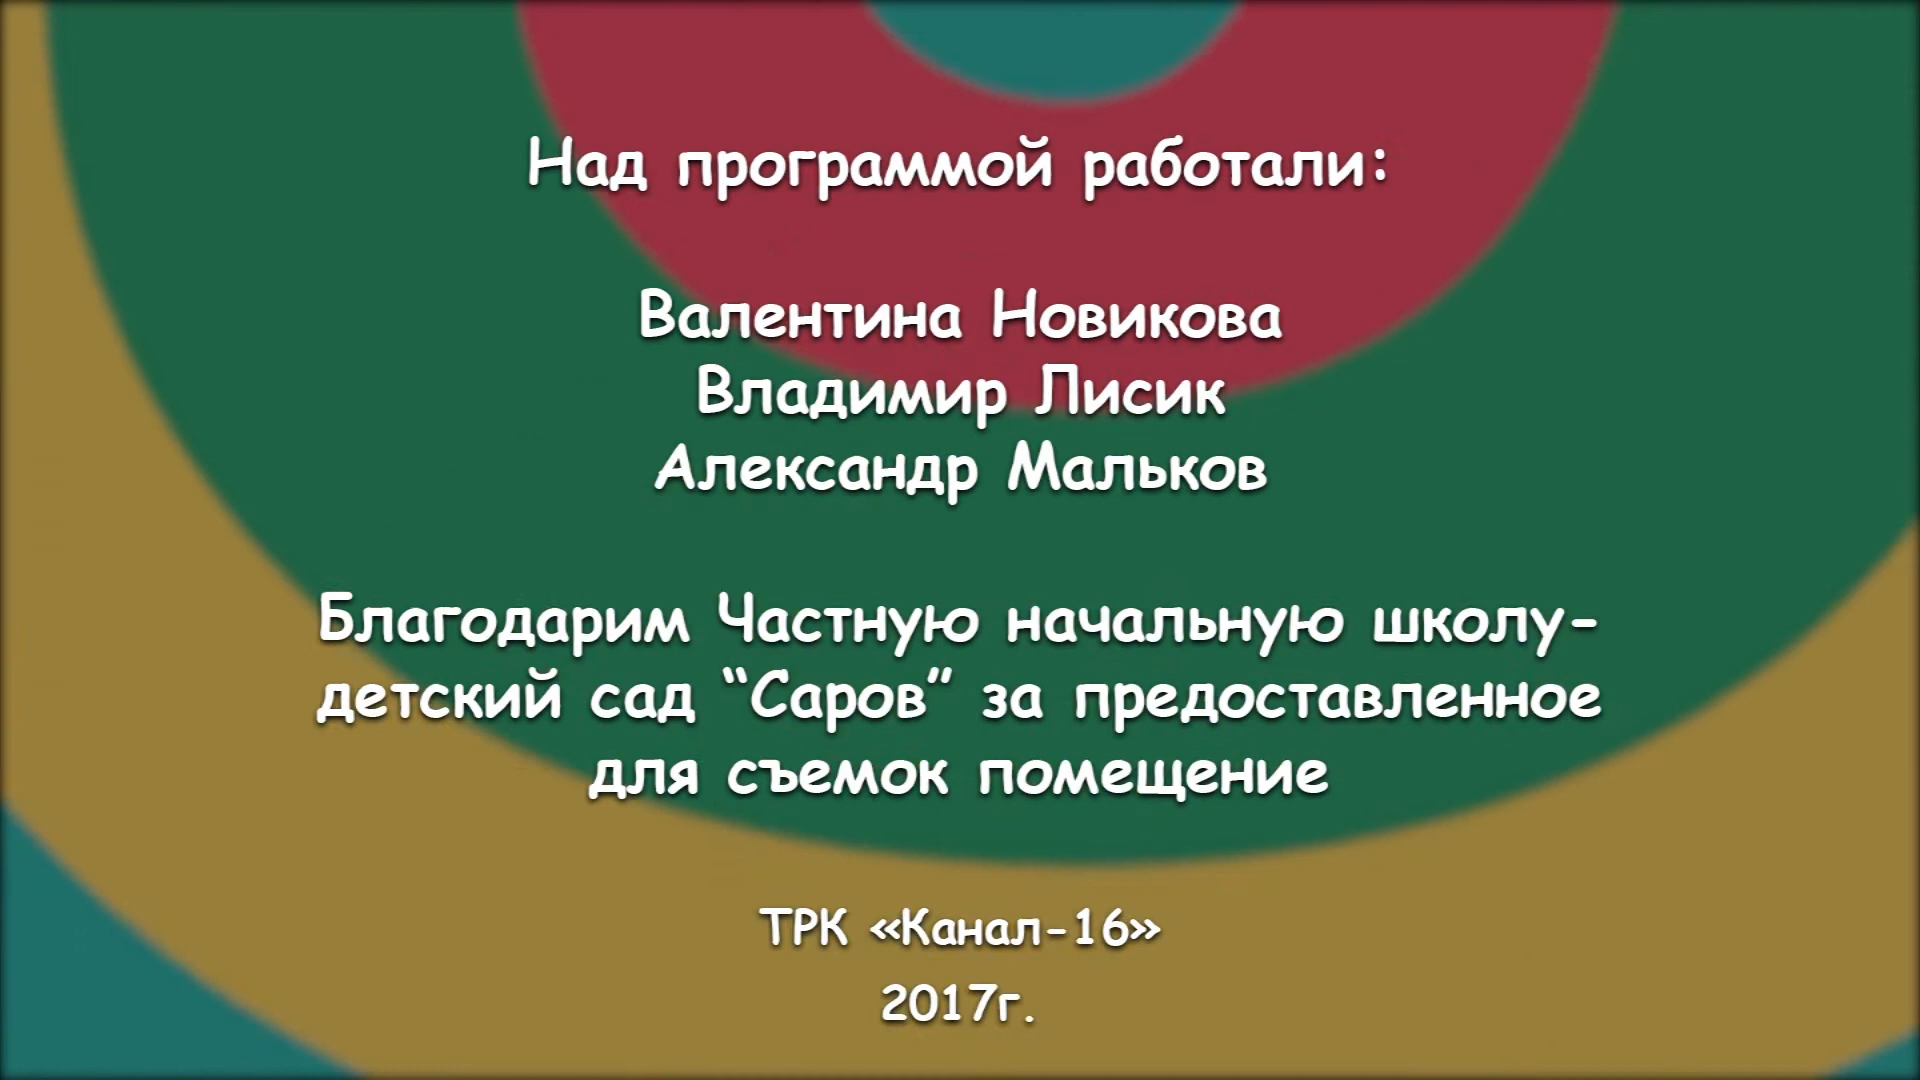 Над программой работали:
Валентина Новикова
Владимир Лисик
Александр Мальков
Благодарим Частную начальную школу-
детский сад “Саров” за предоставленное
для съемок помещение
ТРК «Канал-16»
2017г.